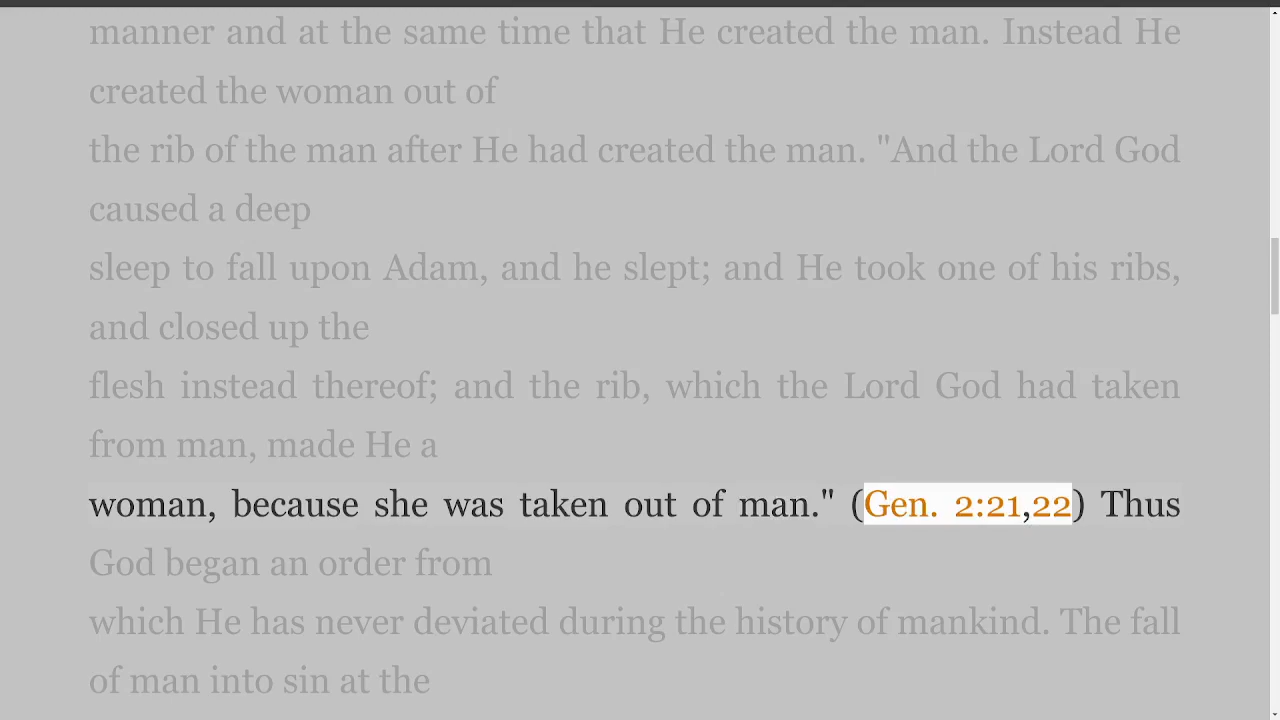 manner and at the same time that He created the man. Instead He
created the woman out of
the rib of the man after He had created the man. "And the Lord God
caused a deep
sleep to fall upon Adam, and he slept; and He took one of his ribs,
and closed up the
flesh instead thereof; and the rib, which the Lord God had taken
from man, made He a
woman, because she was taken out of man." (Gen. 2:21,22) Thus
God began an order from
which He has never deviated during the history of mankind. The fall
of man into sin at the